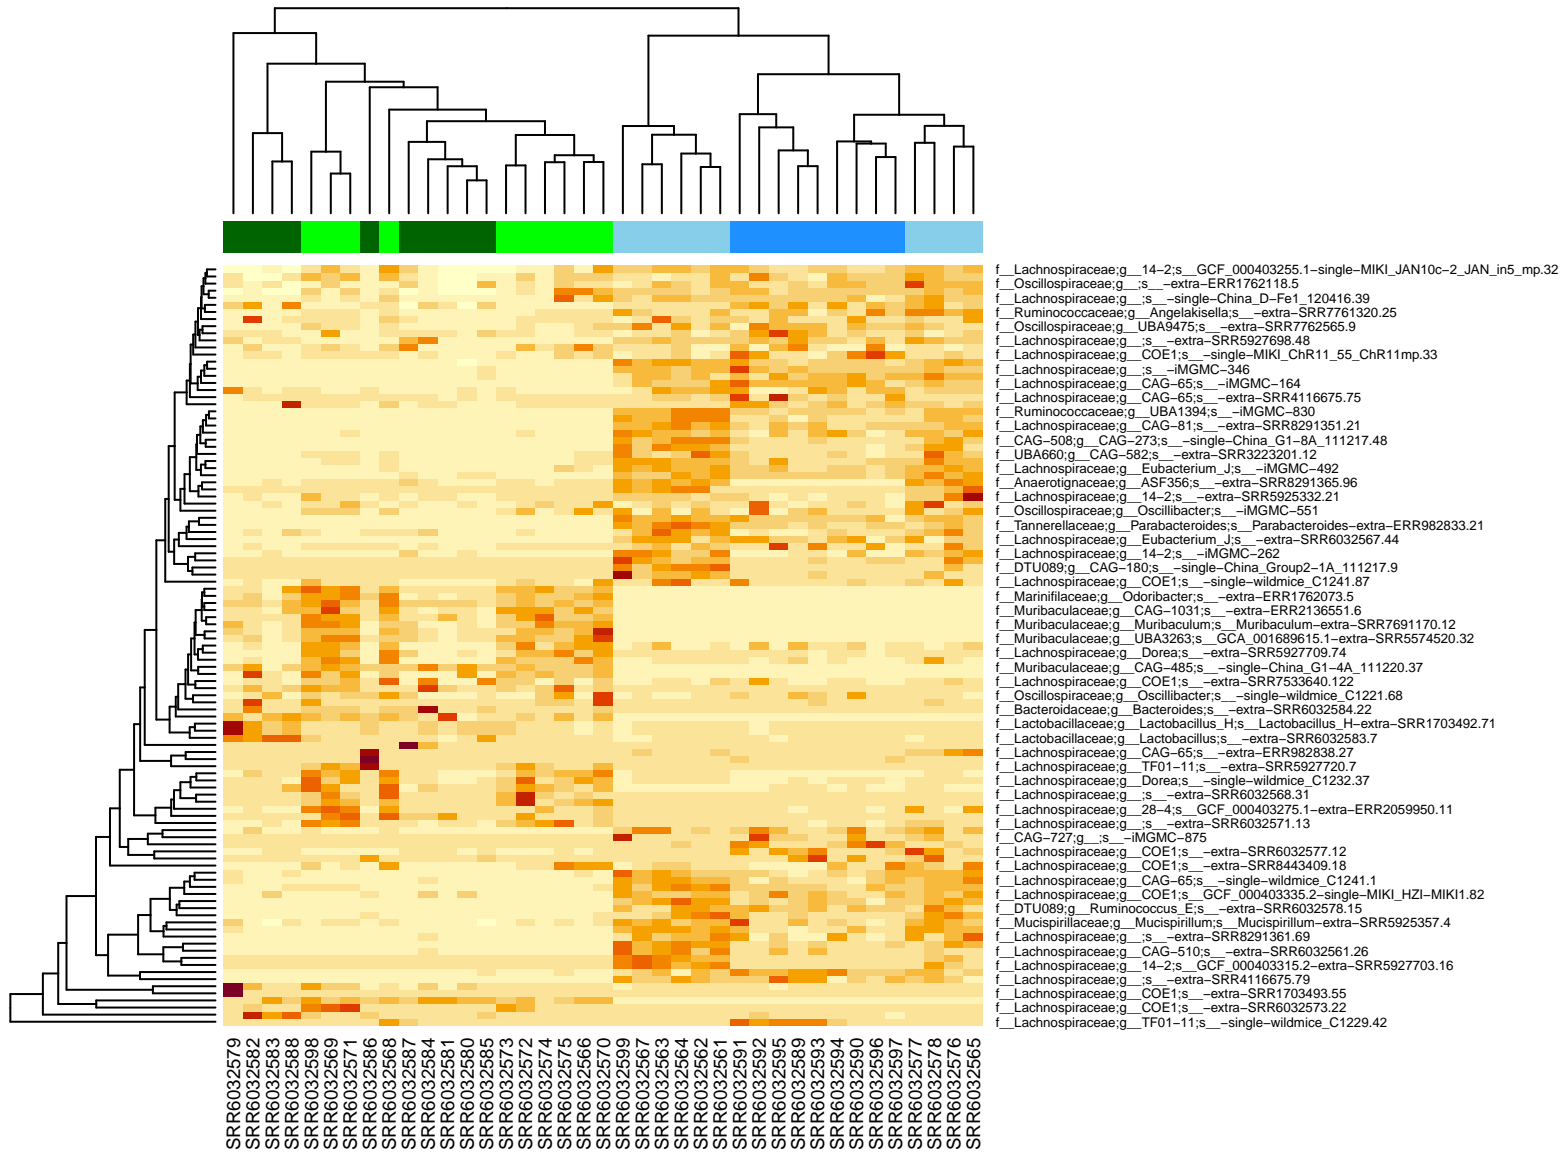 f__Lachnospiraceae;g__14−2;s__GCF_000403255.1−single−MIKI_JAN10c−2_JAN_in5_mp.32
f__Oscillospiraceae;g__;s__−extra−ERR1762118.5
f__Lachnospiraceae;g__;s__−single−China_D−Fe1_120416.39
f__Ruminococcaceae;g__Angelakisella;s__−extra−SRR7761320.25
f__Oscillospiraceae;g__UBA9475;s__−extra−SRR7762565.9
f__Lachnospiraceae;g__;s__−extra−SRR5927698.48
f__Lachnospiraceae;g__COE1;s__−single−MIKI_ChR11_55_ChR11mp.33
f__Lachnospiraceae;g__;s__−iMGMC−346
f__Lachnospiraceae;g__CAG−65;s__−iMGMC−164
f__Lachnospiraceae;g__CAG−65;s__−extra−SRR4116675.75
f__Ruminococcaceae;g__UBA1394;s__−iMGMC−830
f__Lachnospiraceae;g__CAG−81;s__−extra−SRR8291351.21
f__CAG−508;g__CAG−273;s__−single−China_G1−8A_111217.48
f__UBA660;g__CAG−582;s__−extra−SRR3223201.12
f__Lachnospiraceae;g__Eubacterium_J;s__−iMGMC−492
f__Anaerotignaceae;g__ASF356;s__−extra−SRR8291365.96
f__Lachnospiraceae;g__14−2;s__−extra−SRR5925332.21
f__Oscillospiraceae;g__Oscillibacter;s__−iMGMC−551
f__Tannerellaceae;g__Parabacteroides;s__Parabacteroides−extra−ERR982833.21
f__Lachnospiraceae;g__Eubacterium_J;s__−extra−SRR6032567.44
f__Lachnospiraceae;g__14−2;s__−iMGMC−262
f__DTU089;g__CAG−180;s__−single−China_Group2−1A_111217.9
f__Lachnospiraceae;g__COE1;s__−single−wildmice_C1241.87
f__Marinifilaceae;g__Odoribacter;s__−extra−ERR1762073.5
f__Muribaculaceae;g__CAG−1031;s__−extra−ERR2136551.6
f__Muribaculaceae;g__Muribaculum;s__Muribaculum−extra−SRR7691170.12
f__Muribaculaceae;g__UBA3263;s__GCA_001689615.1−extra−SRR5574520.32
f__Lachnospiraceae;g__Dorea;s__−extra−SRR5927709.74
f__Muribaculaceae;g__CAG−485;s__−single−China_G1−4A_111220.37
f__Lachnospiraceae;g__COE1;s__−extra−SRR7533640.122
f__Oscillospiraceae;g__Oscillibacter;s__−single−wildmice_C1221.68
f__Bacteroidaceae;g__Bacteroides;s__−extra−SRR6032584.22
f__Lactobacillaceae;g__Lactobacillus_H;s__Lactobacillus_H−extra−SRR1703492.71
f__Lactobacillaceae;g__Lactobacillus;s__−extra−SRR6032583.7
f__Lachnospiraceae;g__CAG−65;s__−extra−ERR982838.27
f__Lachnospiraceae;g__TF01−11;s__−extra−SRR5927720.7
f__Lachnospiraceae;g__Dorea;s__−single−wildmice_C1232.37
f__Lachnospiraceae;g__;s__−extra−SRR6032568.31
f__Lachnospiraceae;g__28−4;s__GCF_000403275.1−extra−ERR2059950.11
f__Lachnospiraceae;g__;s__−extra−SRR6032571.13
f__CAG−727;g__;s__−iMGMC−875
f__Lachnospiraceae;g__COE1;s__−extra−SRR6032577.12
f__Lachnospiraceae;g__COE1;s__−extra−SRR8443409.18
f__Lachnospiraceae;g__CAG−65;s__−single−wildmice_C1241.1
f__Lachnospiraceae;g__COE1;s__GCF_000403335.2−single−MIKI_HZI−MIKI1.82
f__DTU089;g__Ruminococcus_E;s__−extra−SRR6032578.15
f__Mucispirillaceae;g__Mucispirillum;s__Mucispirillum−extra−SRR5925357.4
f__Lachnospiraceae;g__;s__−extra−SRR8291361.69
f__Lachnospiraceae;g__CAG−510;s__−extra−SRR6032561.26
f__Lachnospiraceae;g__14−2;s__GCF_000403315.2−extra−SRR5927703.16
f__Lachnospiraceae;g__;s__−extra−SRR4116675.79
f__Lachnospiraceae;g__COE1;s__−extra−SRR1703493.55
f__Lachnospiraceae;g__COE1;s__−extra−SRR6032573.22
f__Lachnospiraceae;g__TF01−11;s__−single−wildmice_C1229.42
SRR6032579
SRR6032582
SRR6032583
SRR6032588
SRR6032598
SRR6032569
SRR6032571
SRR6032586
SRR6032568
SRR6032587
SRR6032584
SRR6032581
SRR6032580
SRR6032585
SRR6032573
SRR6032572
SRR6032574
SRR6032575
SRR6032566
SRR6032570
SRR6032599
SRR6032567
SRR6032563
SRR6032564
SRR6032562
SRR6032561
SRR6032591
SRR6032592
SRR6032595
SRR6032589
SRR6032593
SRR6032594
SRR6032590
SRR6032596
SRR6032597
SRR6032577
SRR6032578
SRR6032576
SRR6032565